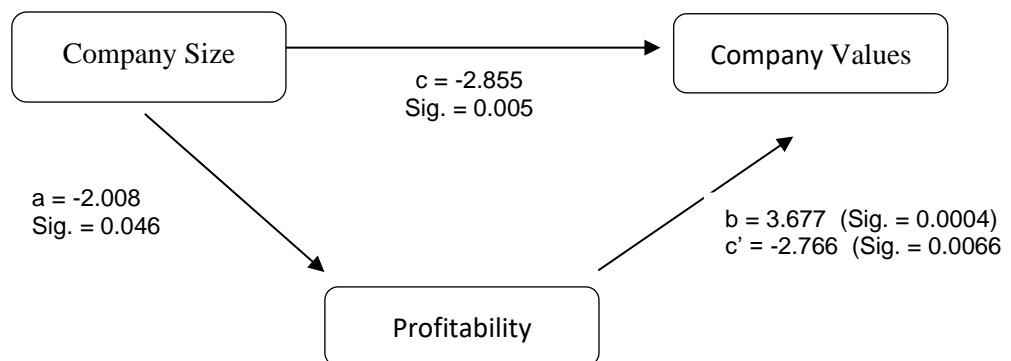 Company Size
Company Values
c = -2.855
Sig. = 0.005
a = -2.008
Sig. = 0.046
b = 3.677 (Sig. = 0.0004)
c' = -2.766 (Sig. = 0.0066
Profitability